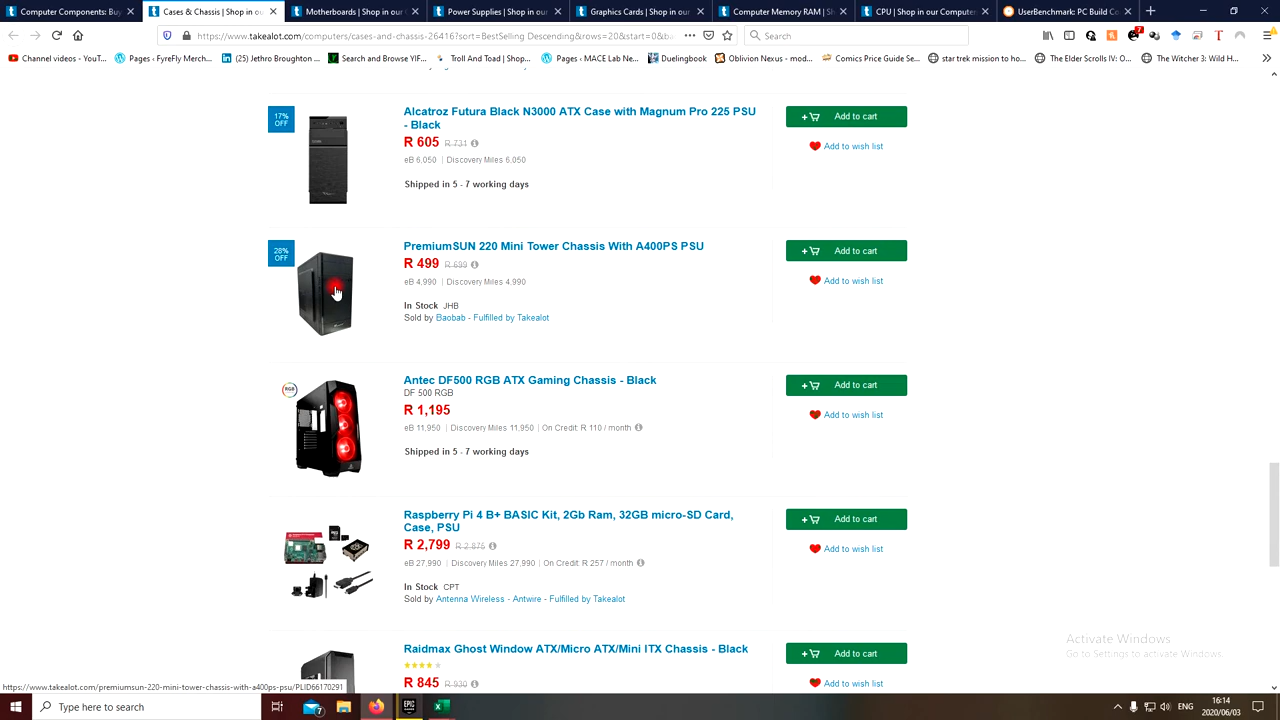 Computer Components: Buy
Cases & Chassis | Shop in ou
Motherboards | Shop in our
Power Supplies | Shop in ou
Graphics Cards | Shop in ou
Computer Memory RAM | Sh
CPU | Shop in our Computer
UserBenchmark: PC Build Co
https://www.takealot.com/computers/cases-and-chassis-26416?sort=BestSelling Descending&rows=20&start=0&b
Search
7
Channel videos - YouT...
Pages ‹ FyreFly Merch...
(25) Jethro Broughton ...
Search and Browse YIF...
Troll And Toad | Shop...
Pages ‹ MACE Lab Ne...
Duelingbook
Oblivion Nexus - mod...
Comics Price Guide Se...
star trek mission to ho...
The Elder Scrolls IV: O...
The Witcher 3: Wild H...
17%
OFF
Alcatroz Futura Black N3000 ATX Case with Magnum Pro 225 PSU
- Black
R 605 R 731
eB 6,050 | Discovery Miles 6,050
Shipped in 5 - 7 working days
Add to cart
Add to wish list
28%
OFF
PremiumSUN 220 Mini Tower Chassis With A400PS PSU
R 499 R 699
eB 4,990 | Discovery Miles 4,990
In Stock JHB
Sold by Baobab - Fulfilled by Takealot
Add to cart
Add to wish list
RGB
Antec DF500 RGB ATX Gaming Chassis - Black
DF 500 RGB
R 1,195
eB 11,950 | Discovery Miles 11,950 | On Credit: R 110 / month
Shipped in 5 - 7 working days
Add to cart
Add to wish list
Raspberry Pi 4 B+ BASIC Kit, 2Gb Ram, 32GB micro-SD Card,
Case, PSU
R 2,799 R 2,875
eB 27,990 | Discovery Miles 27,990 | On Credit: R 257 / month
In Stock CPT
Sold by Antenna Wireless - Antwire - Fulfilled by Takealot
Add to cart
Add to wish list
Raidmax Ghost Window ATX/Micro ATX/Mini ITX Chassis - Black
R 845 R 930
Add to cart
Add to wish list
Activate Windows
Go to Settings to activate Windows.
https://www.takealot.com/premiumsun-220-mini-tower-chassis-with-a400ps-psu/PLID66170291
Type here to search
7
EPIC
ENG
16:14
2020/06/03